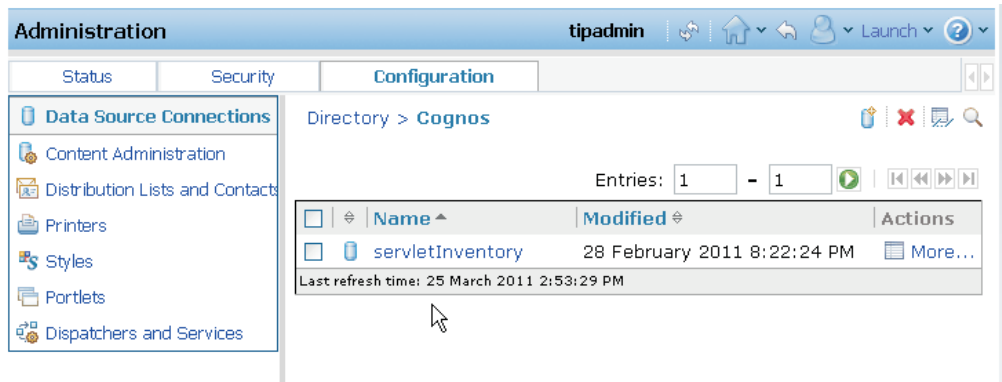 Administration
tipadmin
Launch
?
Status
Security
Configuration
Data Source Connections
Content Administration
Distribution Lists and Contacts
Printers
Styles
Portlets
Dispatchers and Services
Directory > Cognos
Entries: 1 - 1
Name Modified Actions
servletInventory 28 February 2011 8:22:24 PM More...
Last refresh time: 25 March 2011 2:53:29 PM